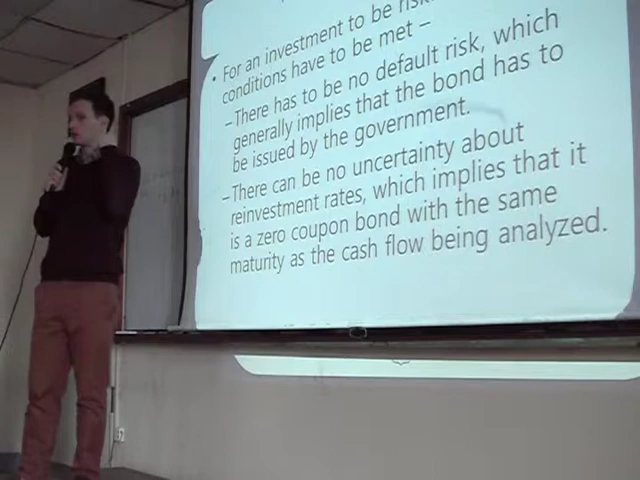 • For an investment to be
conditions have to be met –
–There has to be no default risk, which
generally implies that the bond has to
be issued by the government.
–There can be no uncertainty about
reinvestment rates, which implies that it
is a zero coupon bond with the same
maturity as the cash flow being analyzed.